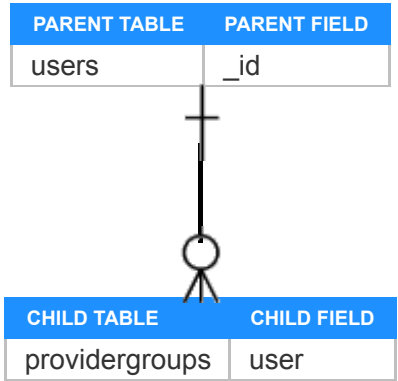 PARENT TABLE PARENT FIELD
users _id
CHILD TABLE CHILD FIELD
providergroups user